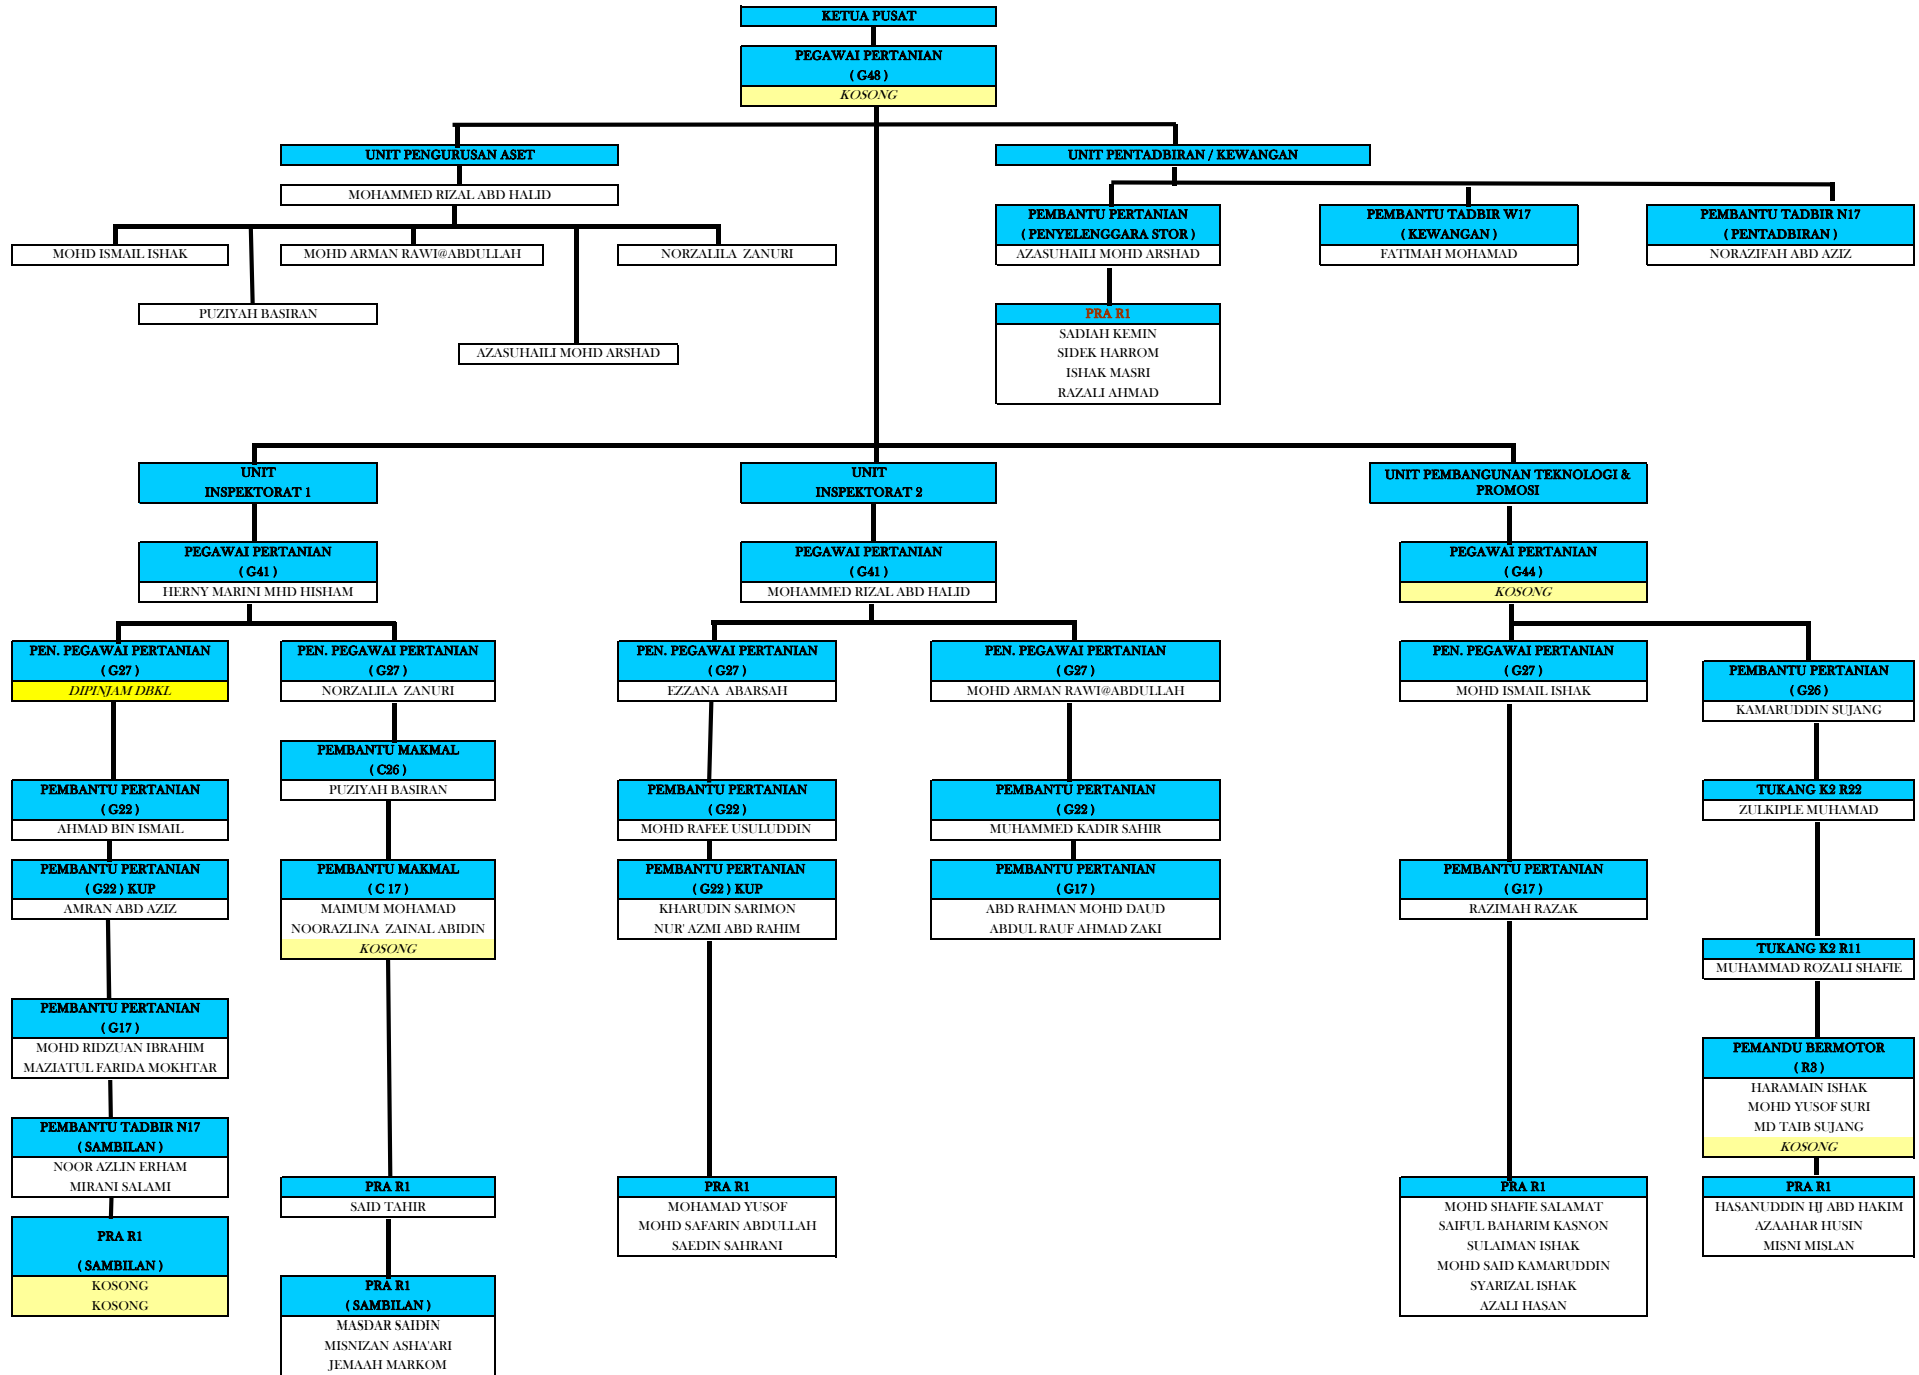 KETUA PUSAT
PEGAWAI PERTANIAN
( G48 )
KOSONG
UNIT PENGURUSAN ASET
MOHAMMED RIZAL ABD HALID
MOHD ISMAIL ISHAK
MOHD ARMAN RAWI@ABDULLAH
NORZALILA  ZANURI
PUZIYAH BASIRAN
AZASUHAILI MOHD ARSHAD
UNIT PENTADBIRAN / KEWANGAN
PEMBANTU PERTANIAN
( PENYELENGGARA STOR )
AZASUHAILI MOHD ARSHAD
PRA R1
SADIAH KEMIN
SIDEK HARROM
ISHAK MASRI
RAZALI AHMAD
PEMBANTU TADBIR W17
( KEWANGAN )
FATIMAH MOHAMAD
PEMBANTU TADBIR N17
( PENTADBIRAN )
NORAZIFAH ABD AZIZ
UNIT
INSPEKTORAT 1
PEGAWAI PERTANIAN
( G41 )
HERNY MARINI MHD HISHAM
PEN. PEGAWAI PERTANIAN
( G27 )
DIPINJAM DBKL
PEMBANTU PERTANIAN
( G22 )
AHMAD BIN ISMAIL
PEMBANTU PERTANIAN
( G22 ) KUP
AMRAN ABD AZIZ
PEMBANTU PERTANIAN
( G17 )
MOHD RIDZUAN IBRAHIM
MAZIATUL FARIDA MOKHTAR
PEMBANTU TADBIR N17
( SAMBILAN )
NOOR AZLIN ERHAM
MIRANI SALAMI
PRA R1
( SAMBILAN )
KOSONG
KOSONG
PEN. PEGAWAI PERTANIAN
( G27 )
NORZALILA  ZANURI
PEMBANTU MAKMAL
( C26 )
PUZIYAH BASIRAN
PEMBANTU MAKMAL
( C 17 )
MAIMUM MOHAMAD
NOORAZLINA  ZAINAL ABIDIN
KOSONG
PRA R1
SAID TAHIR
PRA R1
( SAMBILAN )
MASDAR SAIDIN
MISNIZAN ASHA'ARI
JEMAAH MARKOM
UNIT
INSPEKTORAT 2
PEGAWAI PERTANIAN
( G41 )
MOHAMMED RIZAL ABD HALID
PEN. PEGAWAI PERTANIAN
( G27 )
EZZANA  ABARSAH
PEMBANTU PERTANIAN
( G22 )
MOHD RAFEE USULUDDIN
PEMBANTU PERTANIAN
( G22 ) KUP
KHARUDIN SARIMON
NUR' AZMI ABD RAHIM
PRA R1
MOHAMAD YUSOF
MOHD SAFARIN ABDULLAH
SAEDIN SAHRANI
PEN. PEGAWAI PERTANIAN
( G27 )
MOHD ARMAN RAWI@ABDULLAH
PEMBANTU PERTANIAN
( G22 )
MUHAMMED KADIR SAHIR
PEMBANTU PERTANIAN
( G17 )
ABD RAHMAN MOHD DAUD
ABDUL RAUF AHMAD ZAKI
UNIT PEMBANGUNAN TEKNOLOGI &
PROMOSI
PEGAWAI PERTANIAN
( G44 )
KOSONG
PEN. PEGAWAI PERTANIAN
( G27 )
MOHD ISMAIL ISHAK
PEMBANTU PERTANIAN
( G17 )
RAZIMAH RAZAK
PRA R1
MOHD SHAFIE SALAMAT
SAIFUL BAHARIM KASNON
SULAIMAN ISHAK
MOHD SAID KAMARUDDIN
SYARIZAL ISHAK
AZALI HASAN
PEMBANTU PERTANIAN
( G26 )
KAMARUDDIN SUJANG
TUKANG K2 R22
ZULKIPLE MUHAMAD
TUKANG K2 R11
MUHAMMAD ROZALI SHAFIE
PEMANDU BERMOTOR
( R3 )
HARAMAIN ISHAK
MOHD YUSOF SURI
MD TAIB SUJANG
KOSONG
PRA R1
HASANUDDIN HJ ABD HAKIM
AZAAHAR HUSIN
MISNI MISLAN